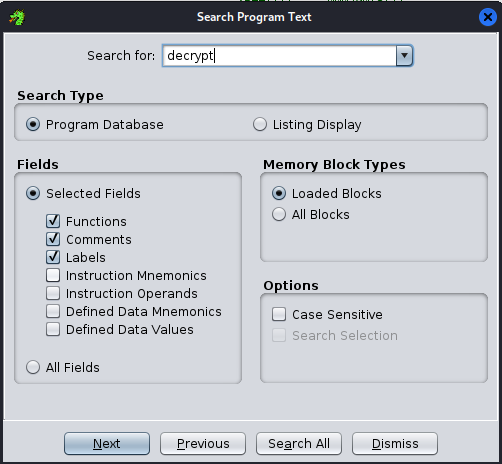 Search Program Text
Search for: decrypt
Search Type
Program Database
Listing Display
Fields
Selected Fields
Functions
Comments
Labels
Instruction Mnemonics
Instruction Operands
Defined Data Mnemonics
Defined Data Values
All Fields
Memory Block Types
Loaded Blocks
All Blocks
Options
Case Sensitive
Search Selection
Next Previous Search All Dismiss